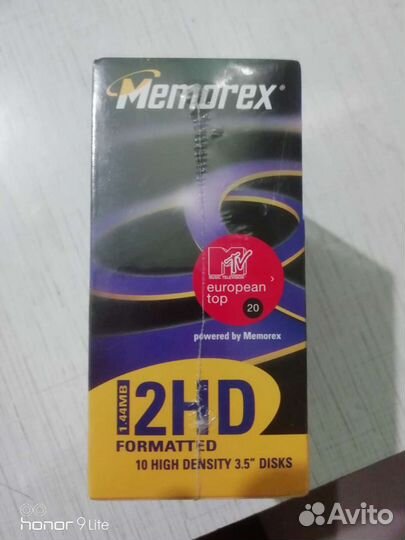 Memorex
MTV
MUSIC TELEVISION
european
top
20
powered by Memorex
1.44MB
2HD
FORMATTED
10 HIGH DENSITY 3.5" DISKS
honor 9 Lite
Avito